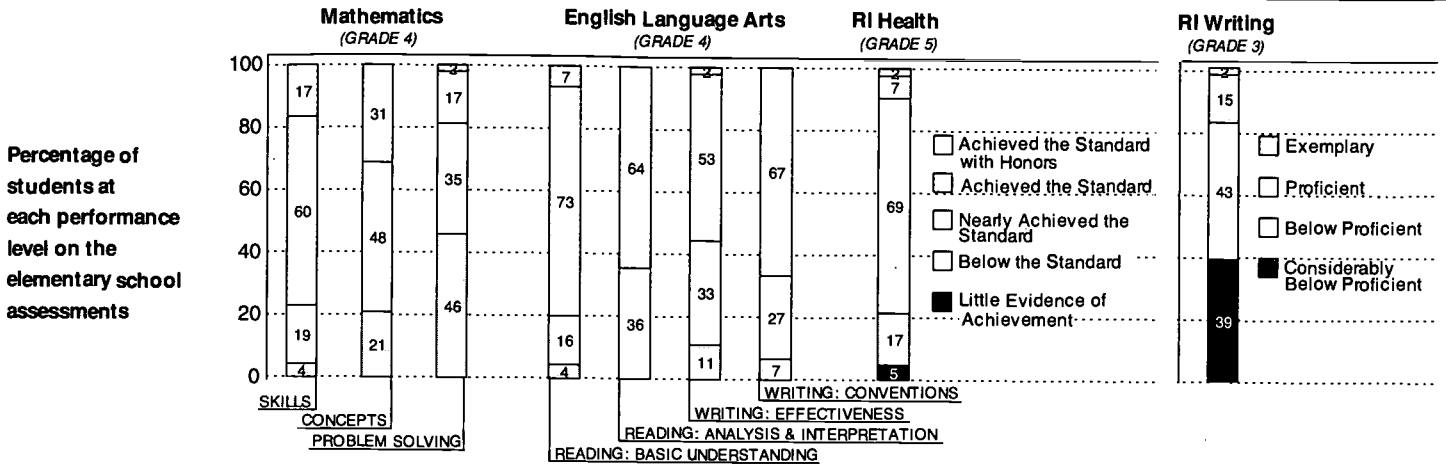 Mathematics
(GRADE 4)
English Language Arts
(GRADE 4)
RI Health
(GRADE 5)
RI Writing
(GRADE 3)
Percentage of
students at
each performance
level on the
elementary school
assessments
100
80
60
40
20
0
17
60
19
4
31
48
21
2
17
35
46
7
73
16
4
64
36
2
53
33
11
67
27
7
2
7
69
17
5
Achieved the Standard
with Honors
Achieved the Standard
Nearly Achieved the
Standard
Below the Standard
Little Evidence of
Achievement
2
15
43
39
Exemplary
Proficient
Below Proficient
Considerably
Below Proficient
SKILLS
CONCEPTS
PROBLEM SOLVING
WRITING: CONVENTIONS
WRITING: EFFECTIVENESS
READING: ANALYSIS & INTERPRETATION
READING: BASIC UNDERSTANDING